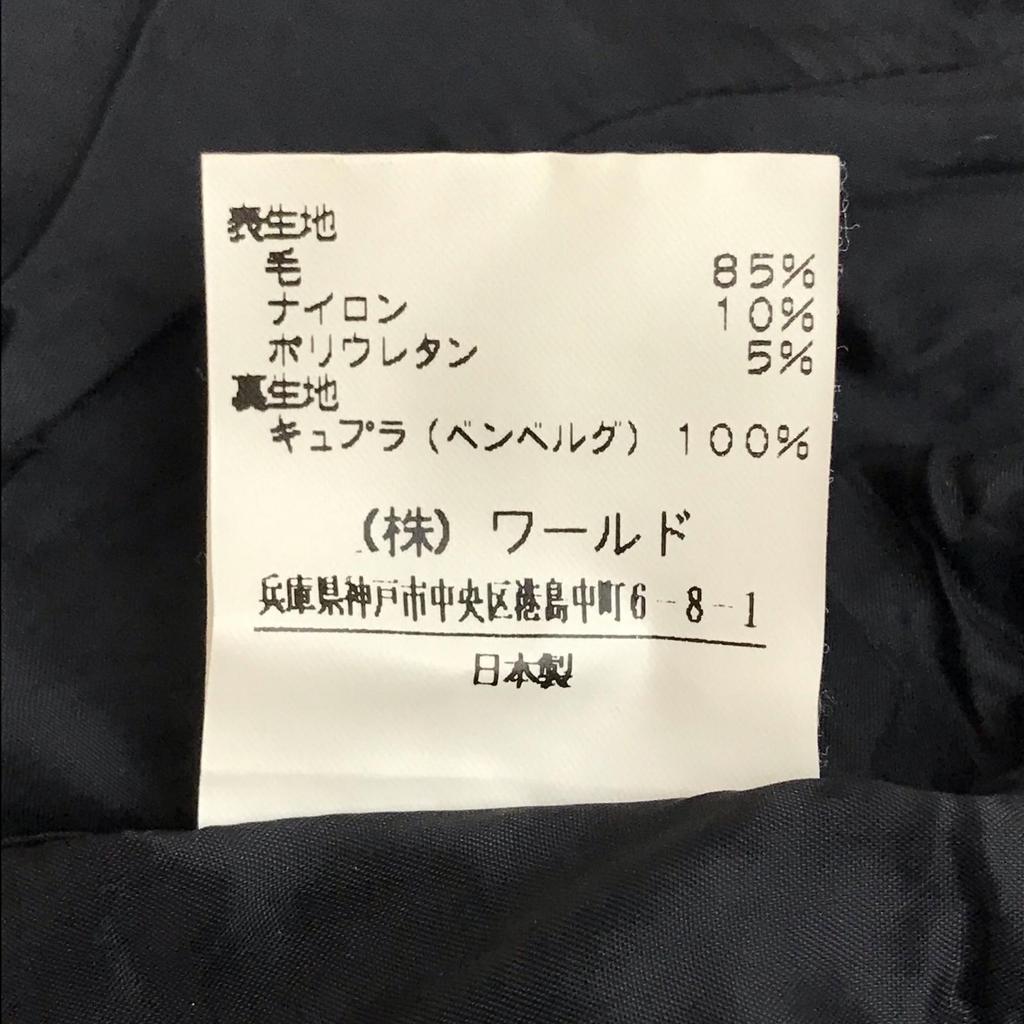 表生地
毛 85%
ナイロン 10%
ポリウレタン 5%
裏生地
キュプラ(ベンベルグ) 100%
(株) ワールド
兵庫県神戸市中央区港島中町6-8-1
日本製